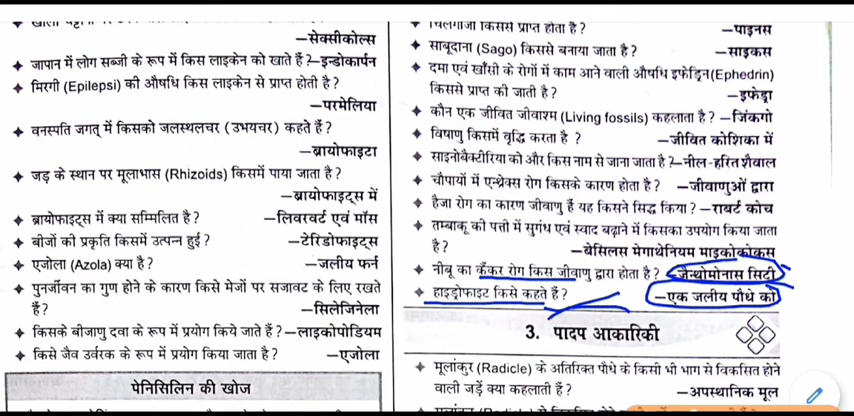 —सेक्सीकोल्स
जापान में लोग सब्जी के रूप में किस लाइकेन को खाते हैं?—इन्डोकार्पन
मिरगी (Epilepsi) की औषधि किस लाइकेन से प्राप्त होती है?
—परमेलिया
वनस्पति जगत् में किसको जलस्थलचर (उभयचर) कहते हैं?
—ब्रायोफाइटा
जड़ के स्थान पर मूलाभास (Rhizoids) किसमें पाया जाता है?
—ब्रायोफाइट्स में
ब्रायोफाइट्स में क्या सम्मिलित है? —लिवरवर्ट एवं मॉस
बीजों की प्रकृति किसमें उत्पन्न हुई? —टेरिडोफाइट्स
एजोला (Azola) क्या है? —जलीय फर्न
पुनर्जीवन का गुण होने के कारण किसे मेजों पर सजावट के लिए रखते
हैं? —सिलेजिनेला
किसके बीजाणु दवा के रूप में प्रयोग किये जाते हैं?—लाइकोपोडियम
किसे जैव उर्वरक के रूप में प्रयोग किया जाता है? —एजोला
पेनिसिलिन की खोज
चिलगोजा किससे प्राप्त होता है? —पाइनस
साबूदाना (Sago) किससे बनाया जाता है? —साइकस
दमा एवं खाँसी के रोगों में काम आने वाली औषधि इफेड्रिन(Ephedrin)
किससे प्राप्त की जाती है? —इफेड्रा
कौन एक जीवित जीवाश्म (Living fossils) कहलाता है? —जिंकगो
विषाणु किसमें वृद्धि करता है ? —जीवित कोशिका में
साइनोबैक्टीरिया को और किस नाम से जाना जाता है?—नील-हरित शैवाल
चौपायों में एन्थ्रेक्स रोग किसके कारण होता है? —जीवाणुओं द्वारा
हैजा रोग का कारण जीवाणु हैं यह किसने सिद्ध किया? —राबर्ट कोच
तम्बाकू की पत्ती में सुगंध एवं स्वाद बढ़ाने में किसका उपयोग किया जाता
है? —बेसिलस मेगाथेनियम माइकोकोकस
नीबू का कैंकर रोग किस जीवाणु द्वारा होता है? —जैन्थोमोनास सिटी
हाइड्रोफाइट किसे कहते हैं? —एक जलीय पौधे को
3. पादप आकारिकी
मूलांकुर (Radicle) के अतिरिक्त पौधे के किसी भी भाग से विकसित होने
वाली जड़ें क्या कहलाती हैं? —अपस्थानिक मूल